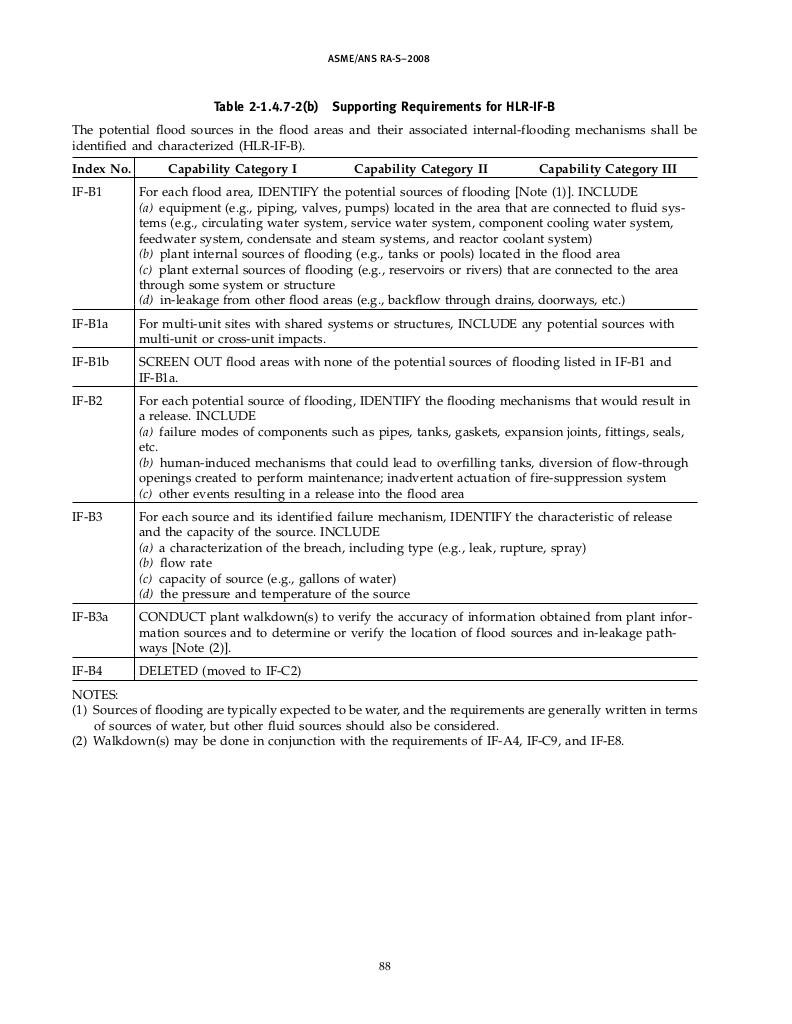 ASME/ANS RA-S–2008
Table 2-1.4.7-2(b) Supporting Requirements for HLR-IF-B
The potential flood sources in the flood areas and their associated internal-flooding mechanisms shall be
identified and characterized (HLR-IF-B).
Index No. Capability Category I Capability Category II Capability Category III
IF-B1 For each flood area, IDENTIFY the potential sources of flooding [Note (1)]. INCLUDE
(a) equipment (e.g., piping, valves, pumps) located in the area that are connected to fluid sys-
tems (e.g., circulating water system, service water system, component cooling water system,
feedwater system, condensate and steam systems, and reactor coolant system)
(b) plant internal sources of flooding (e.g., tanks or pools) located in the flood area
(c) plant external sources of flooding (e.g., reservoirs or rivers) that are connected to the area
through some system or structure
(d) in-leakage from other flood areas (e.g., backflow through drains, doorways, etc.)
IF-B1a For multi-unit sites with shared systems or structures, INCLUDE any potential sources with
multi-unit or cross-unit impacts.
IF-B1b SCREEN OUT flood areas with none of the potential sources of flooding listed in IF-B1 and
IF-B1a.
IF-B2 For each potential source of flooding, IDENTIFY the flooding mechanisms that would result in
a release. INCLUDE
(a) failure modes of components such as pipes, tanks, gaskets, expansion joints, fittings, seals,
etc.
(b) human-induced mechanisms that could lead to overfilling tanks, diversion of flow-through
openings created to perform maintenance; inadvertent actuation of fire-suppression system
(c) other events resulting in a release into the flood area
IF-B3 For each source and its identified failure mechanism, IDENTIFY the characteristic of release
and the capacity of the source. INCLUDE
(a) a characterization of the breach, including type (e.g., leak, rupture, spray)
(b) flow rate
(c) capacity of source (e.g., gallons of water)
(d) the pressure and temperature of the source
IF-B3a CONDUCT plant walkdown(s) to verify the accuracy of information obtained from plant infor-
mation sources and to determine or verify the location of flood sources and in-leakage path-
ways [Note (2)].
IF-B4 DELETED (moved to IF-C2)
NOTES:
(1) Sources of flooding are typically expected to be water, and the requirements are generally written in terms
of sources of water, but other fluid sources should also be considered.
(2) Walkdown(s) may be done in conjunction with the requirements of IF-A4, IF-C9, and IF-E8.
88